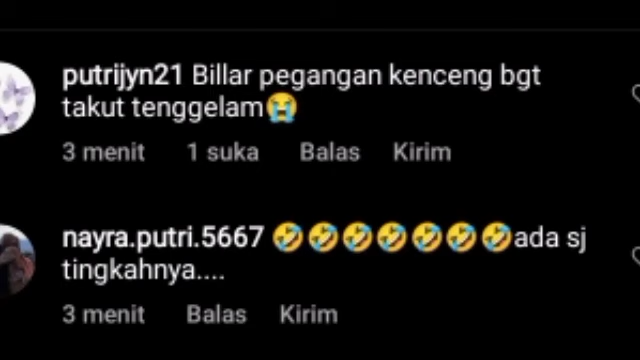 putrijyn21 Billar pegangan kenceng bgt
takut tenggelam😭
3 menit 1 suka Balas Kirim
nayra.putri.5667 🤣🤣🤣🤣🤣🤣🤣ada sj
tingkahnya....
3 menit Balas Kirim